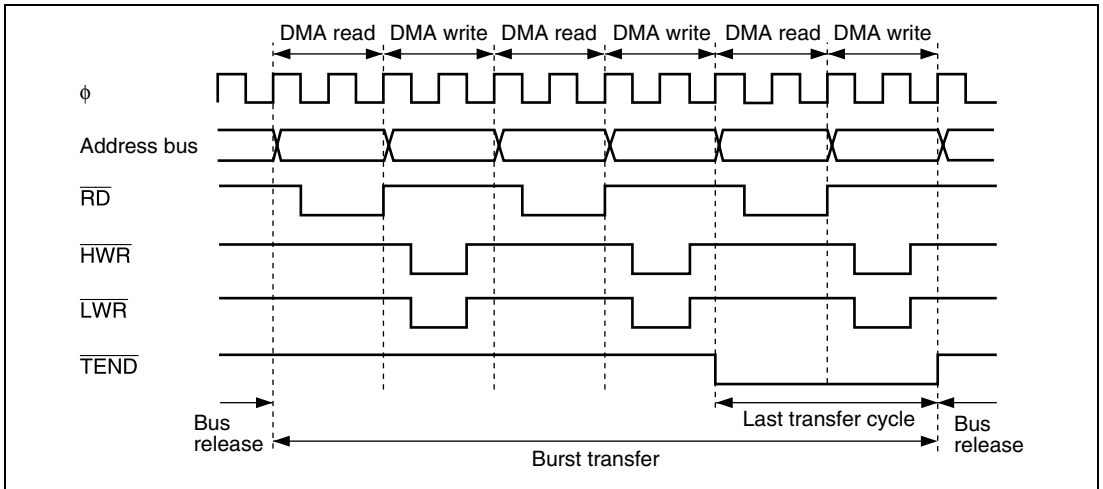 DMA read DMA write DMA read DMA write DMA read DMA write
φ
Address bus
RD
HWR
LWR
TEND
Bus release
Last transfer cycle
Bus release
Burst transfer